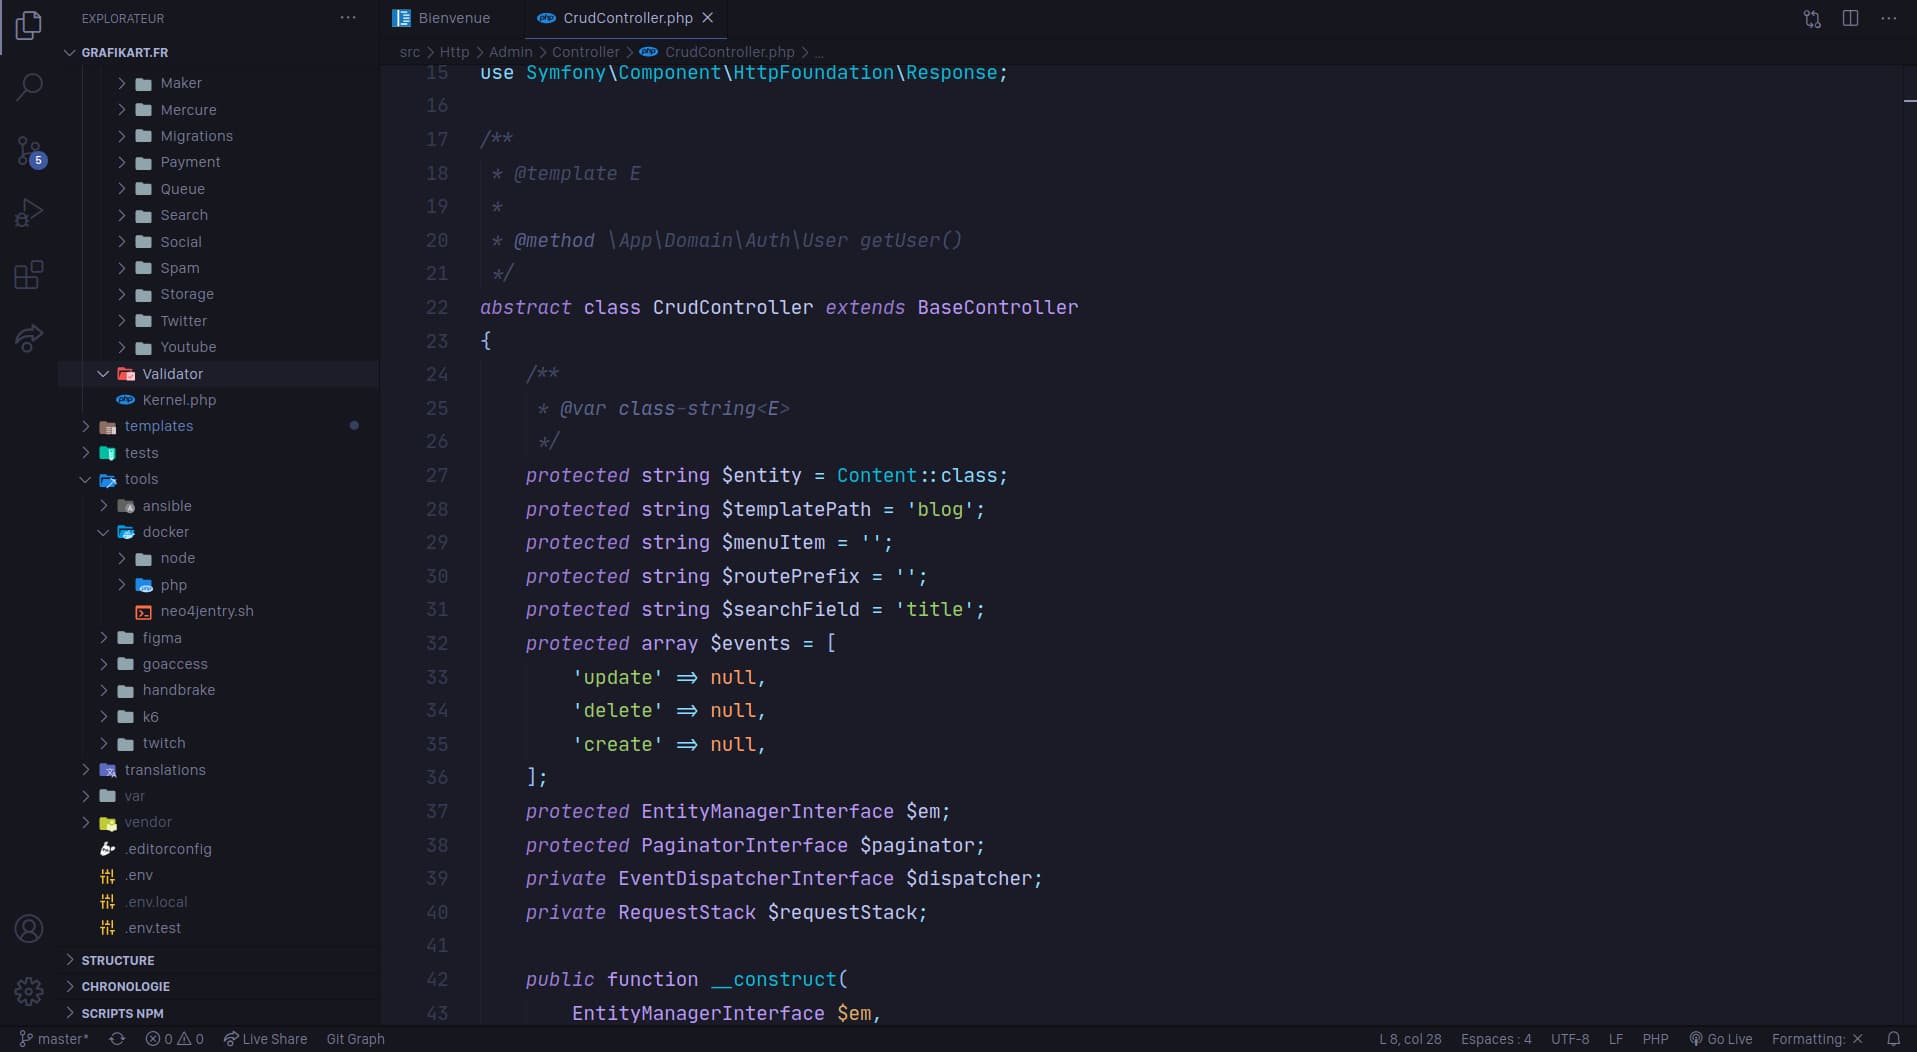 EXPLORATEUR
GRAFIKART.FR
Maker
Mercure
Migrations
Payment
Queue
Search
Social
Spam
Storage
Twitter
Youtube
Validator
Kernel.php
templates
tests
tools
ansible
docker
node
php
neo4jentry.sh
figma
goaccess
handbrake
k6
twitch
translations
var
vendor
.editorconfig
.env
.env.local
.env.test
STRUCTURE
CHRONOLOGIE
SCRIPTS NPM
5
Bienvenue
CrudController.php
src > Http > Admin > Controller > CrudController.php > ...
15 use Symfony\Component\HttpFoundation\Response;
16
17 /**
18  * @template E
19  *
20  * @method \App\Domain\Auth\User getUser()
21  */
22 abstract class CrudController extends BaseController
23 {
24     /**
25      * @var class-string<E>
26      */
27     protected string $entity = Content::class;
28     protected string $templatePath = 'blog';
29     protected string $menuItem = '';
30     protected string $routePrefix = '';
31     protected string $searchField = 'title';
32     protected array $events = [
33         'update' => null,
34         'delete' => null,
35         'create' => null,
36     ];
37     protected EntityManagerInterface $em;
38     protected PaginatorInterface $paginator;
39     private EventDispatcherInterface $dispatcher;
40     private RequestStack $requestStack;
41
42     public function __construct(
43         EntityManagerInterface $em,
master* 0 0 Live Share Git Graph L 8, col 28 Espaces : 4 UTF-8 LF PHP Go Live Formatting: ×